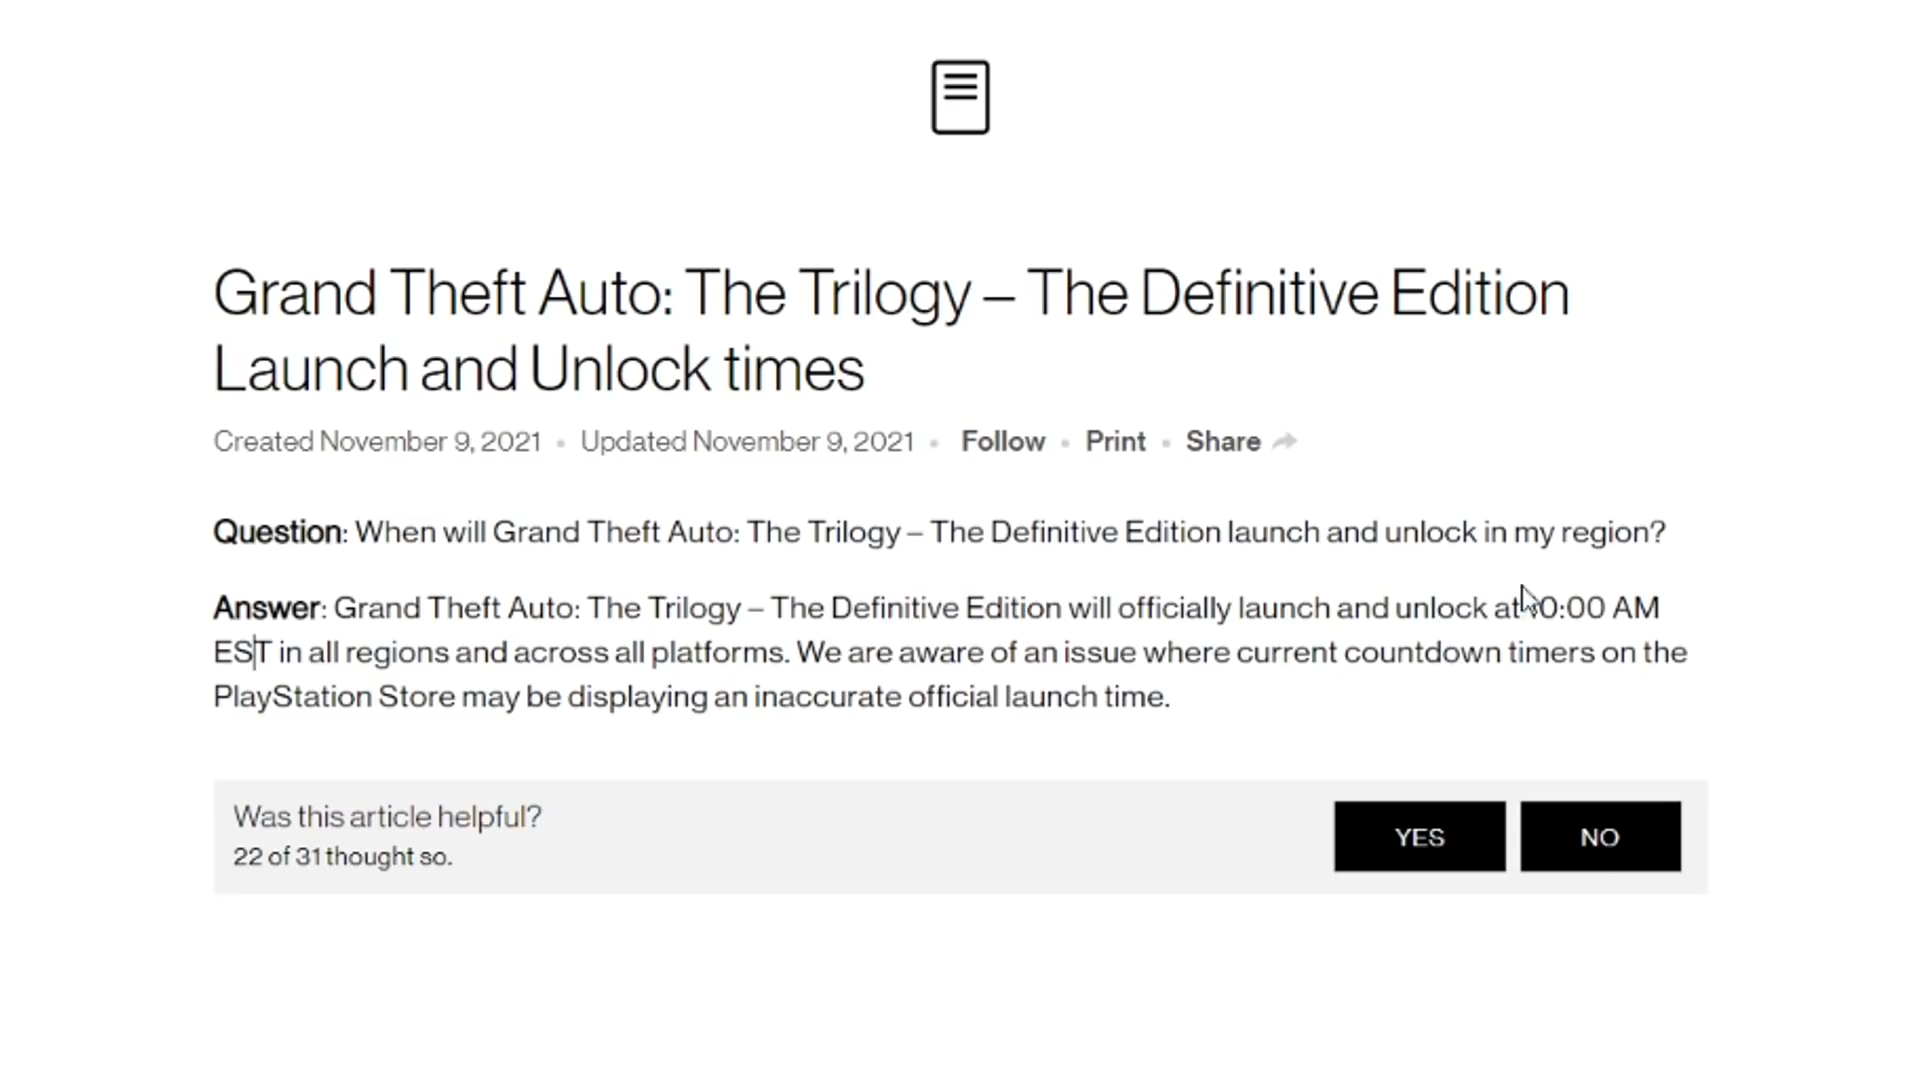 Grand Theft Auto: The Trilogy – The Definitive Edition
Launch and Unlock times
Created November 9, 2021 • Updated November 9, 2021 • Follow • Print • Share
Question: When will Grand Theft Auto: The Trilogy – The Definitive Edition launch and unlock in my region?
Answer: Grand Theft Auto: The Trilogy – The Definitive Edition will officially launch and unlock at AM
EST in all regions and across all platforms. We are aware of an issue where current countdown timers on the
PlayStation Store may be displaying an inaccurate official launch time.
Was this article helpful?
22 of 31 thought so.
YES
NO